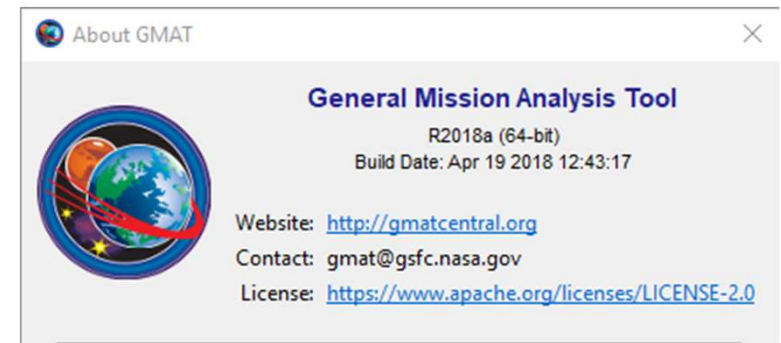 About GMAT
General Mission Analysis Tool
R2018a (64-bit)
Build Date: Apr 19 2018 12:43:17
Website: http://gmatcentral.org
Contact: gmat@gsfc.nasa.gov
License: https://www.apache.org/licenses/LICENSE-2.0